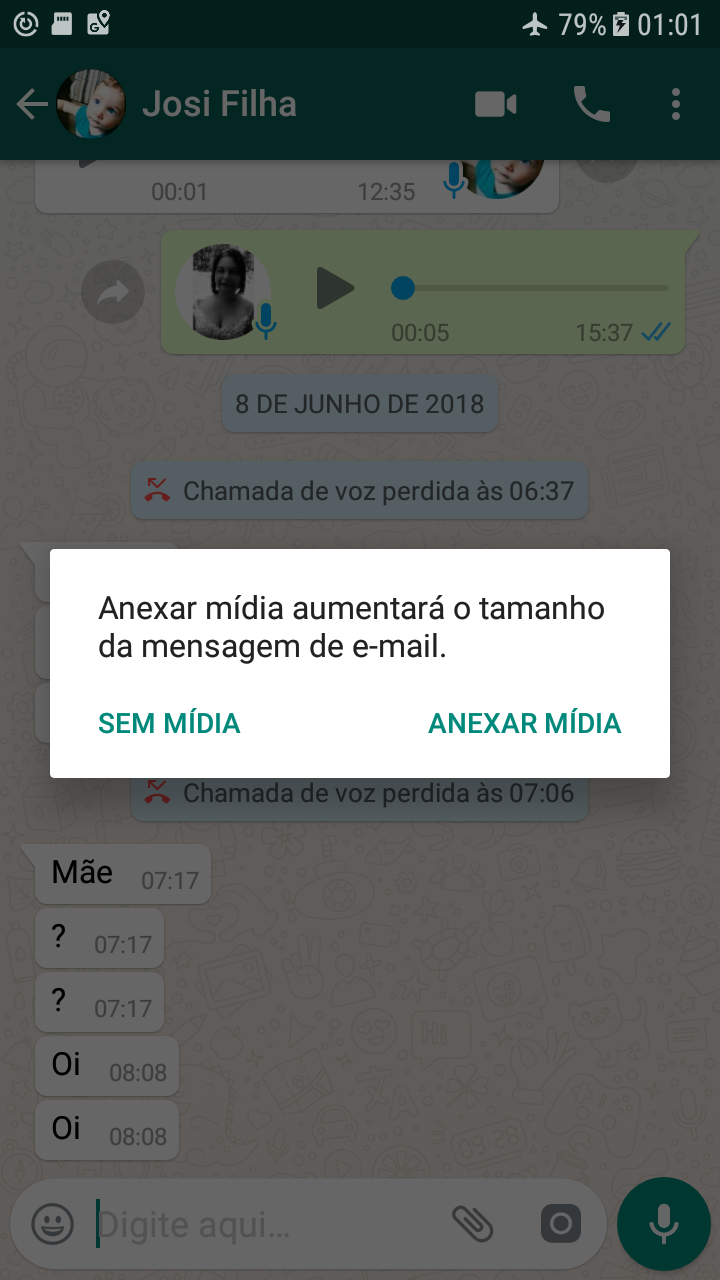 79% 01:01
Josi Filha
00:01 12:35
00:05 15:37
8 DE JUNHO DE 2018
Chamada de voz perdida às 06:37
Anexar mídia aumentará o tamanho
da mensagem de e-mail.
SEM MÍDIA ANEXAR MÍDIA
Chamada de voz perdida às 07:06
Mãe 07:17
? 07:17
? 07:17
Oi 08:08
Oi 08:08
Digite aqui...